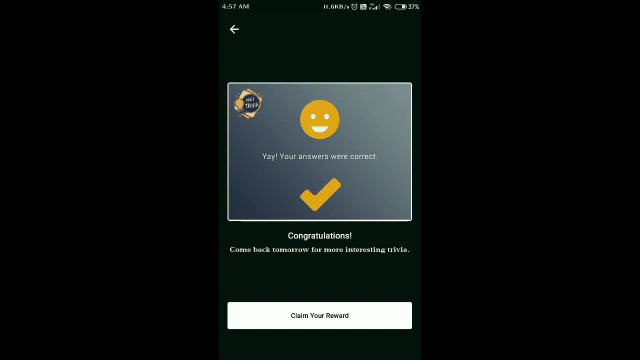 4:57 AM 11.6KB/s 37%
Yay! Your answers were correct.
Congratulations!
Come back tomorrow for more interesting trivia.
Claim Your Reward